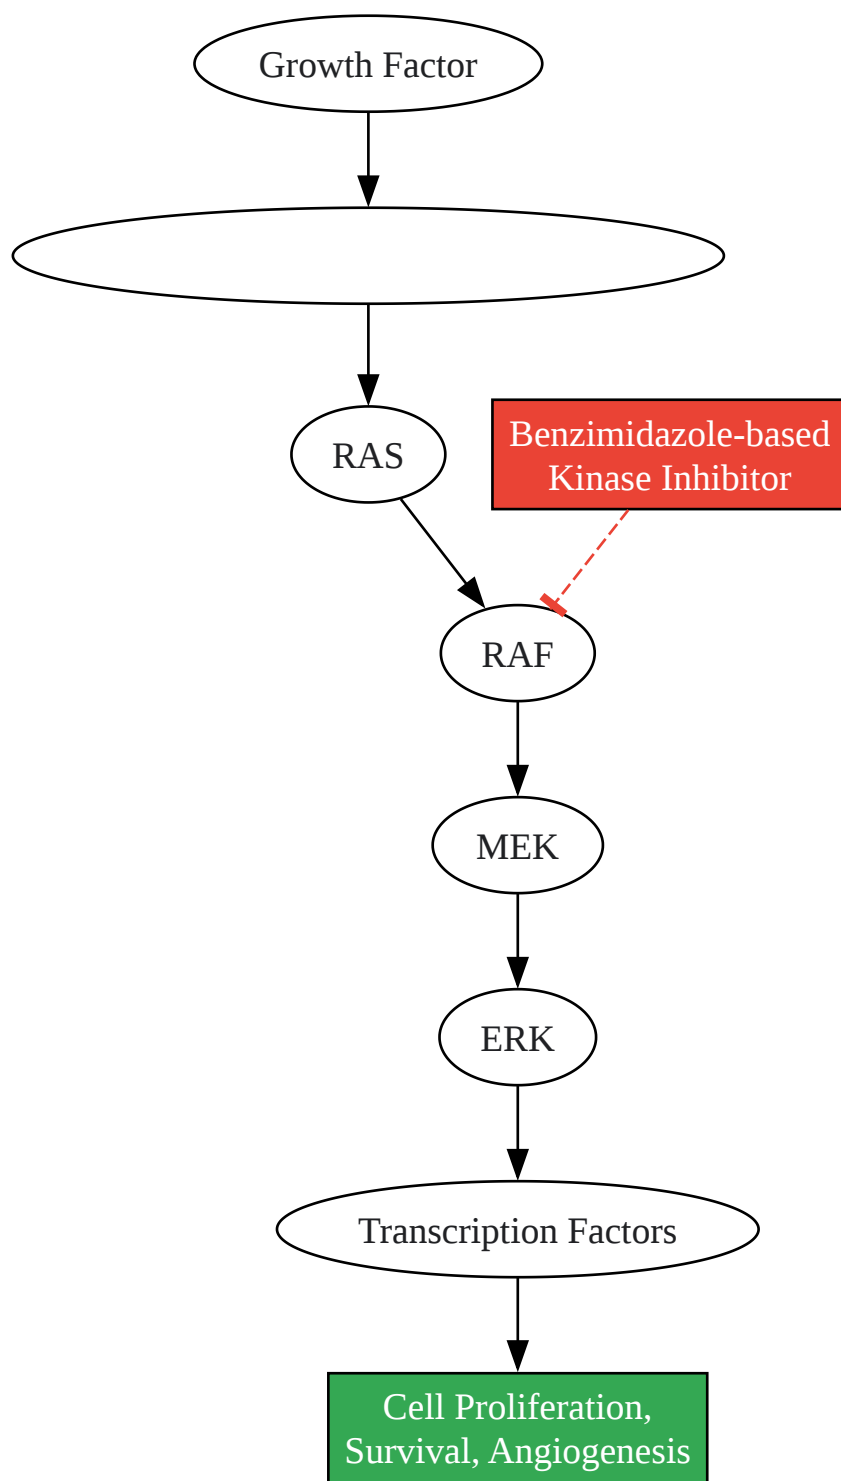 Growth Factor
RAS
Benzimidazole-based
Kinase Inhibitor
RAF
MEK
ERK
Transcription Factors
Cell Proliferation,
Survival, Angiogenesis